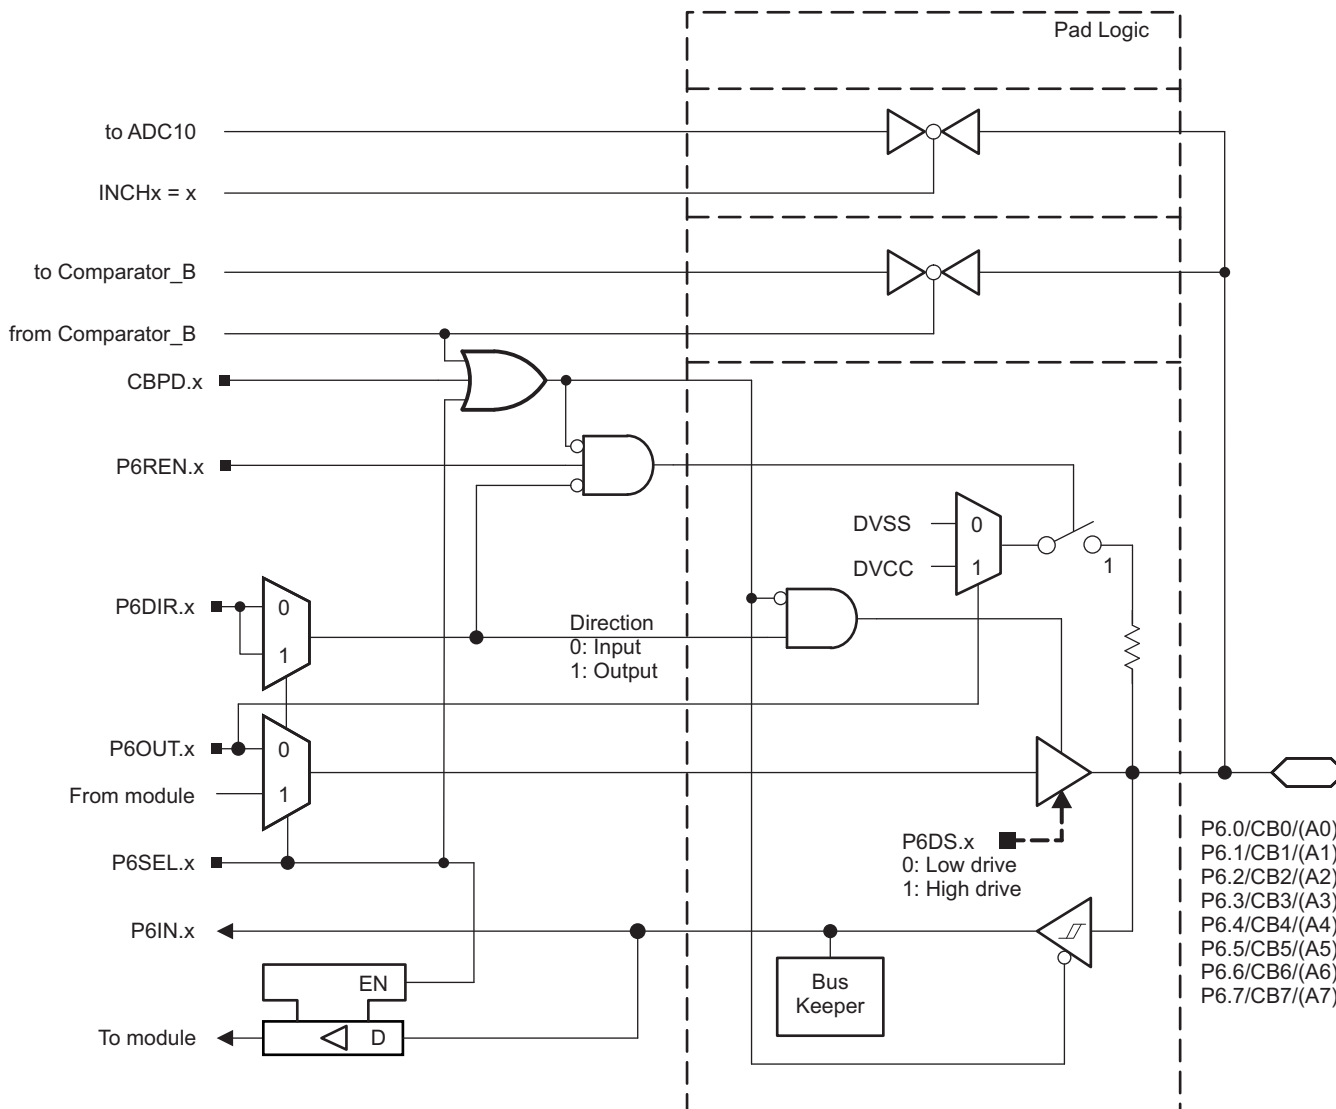 Pad Logic
to ADC10
INCHx = x
to Comparator_B
from Comparator_B
CBPD.x
P6REN.x
DVSS
0
DVCC
1
1
P6DIR.x
0
1
Direction
0: Input
1: Output
P6OUT.x
0
From module
1
P6SEL.x
P6DS.x
0: Low drive
1: High drive
P6IN.x
EN
Bus
Keeper
To module
D
P6.0/CB0/(A0)
P6.1/CB1/(A1)
P6.2/CB2/(A2)
P6.3/CB3/(A3)
P6.4/CB4/(A4)
P6.5/CB5/(A5)
P6.6/CB6/(A6)
P6.7/CB7/(A7)